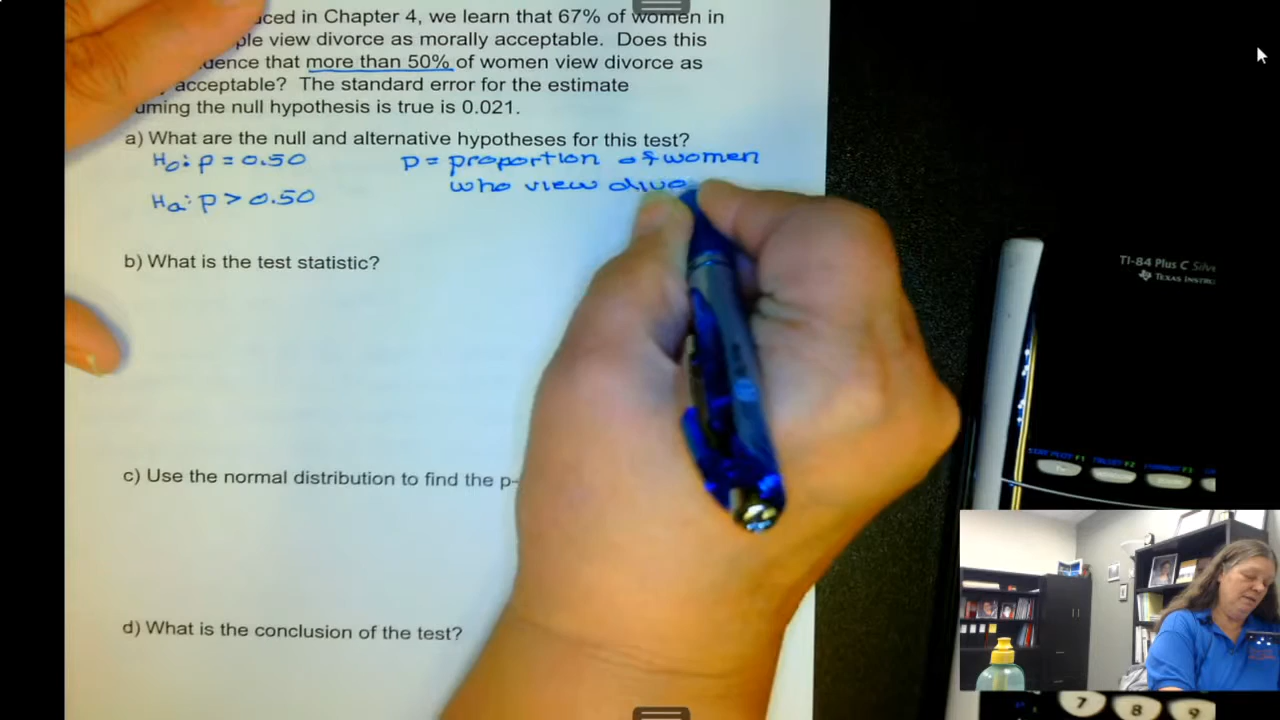 uced in Chapter 4, we learn that 67% of women in
ple view divorce as morally acceptable. Does this
dence that more than 50% of women view divorce as
acceptable? The standard error for the estimate
uming the null hypothesis is true is 0.021.
a) What are the null and alternative hypotheses for this test?
H₀: p = 0.50
p = proportion of women
who view divo
Hₐ: p > 0.50
b) What is the test statistic?
c) Use the normal distribution to find the p-
d) What is the conclusion of the test?
TI-84 Plus C Silve
TEXAS INSTRU
7 8 9